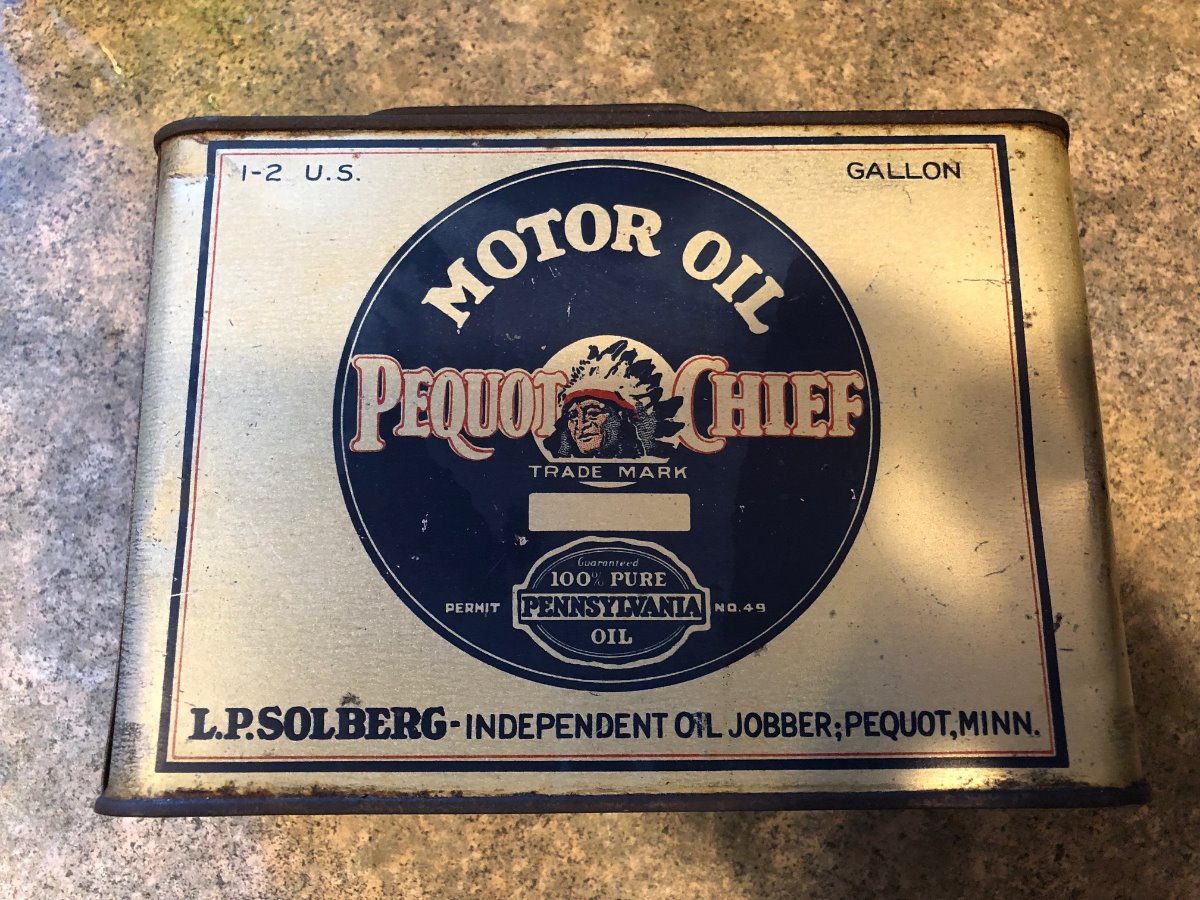 1-2 U.S. GALLON
MOTOR OIL
PEQUOT CHIEF
TRADE MARK
Guaranteed
100% PURE
PERMIT PENNSYLVANIA NO. 49
OIL
L.P. SOLBERG - INDEPENDENT OIL JOBBER; PEQUOT, MINN.